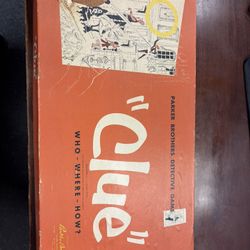 PARKER BROTHERS DETECTIVE GAME
"Clue"
WHO - WHERE - HOW?